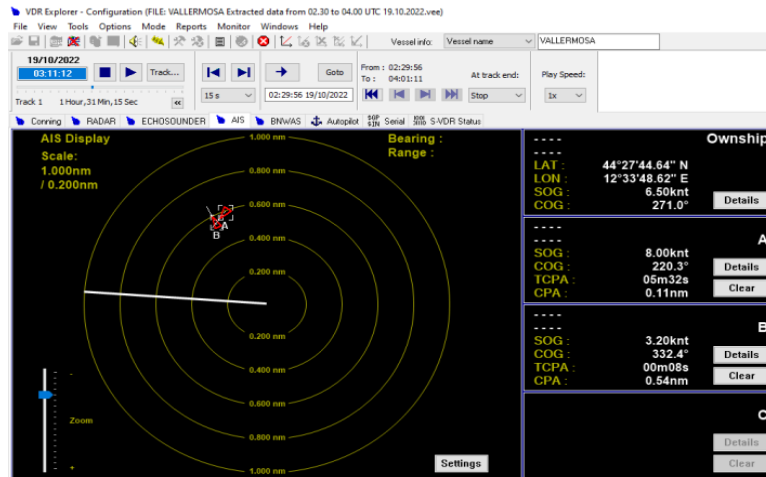 VDR Explorer - Configuration (FILE: VALLERMOSA Extracted data from 02.30 to 04.00 UTC 19.10.2022.vee)
File View Tools Options Mode Reports Monitor Windows Help
Vessel info: Vessel name VALLERMOSA
19/10/2022
03:11:12 Track... Goto
From : 02:29:56
To : 04:01:11
At track end: Play Speed:
Track 1 1Hour,31 Min,15 Sec << 15 s 02:29:56 19/10/2022 Stop 1x
Conning RADAR ECHOSOUNDER AIS BNWAS Autopilot Serial S-VDR Status
AIS Display
Scale:
1.000nm
/ 0.200nm
Bearing :
Range :
1.000 nm
0.800 nm
0.600 nm
0.400 nm
0.200 nm
A
B
0.200 nm
0.400 nm
0.600 nm
0.800 nm
1.000 nm
-
Zoom
+
Settings
---- Ownship
----
LAT : 44°27'44.64" N
LON : 12°33'48.62" E
SOG : 6.50knt
COG : 271.0°
Details
---- A
----
SOG : 8.00knt
COG : 220.3°
TCPA : 05m32s
CPA : 0.11nm
Details
Clear
---- B
----
SOG : 3.20knt
COG : 332.4°
TCPA : 00m08s
CPA : 0.54nm
Details
Clear
C
Details
Clear